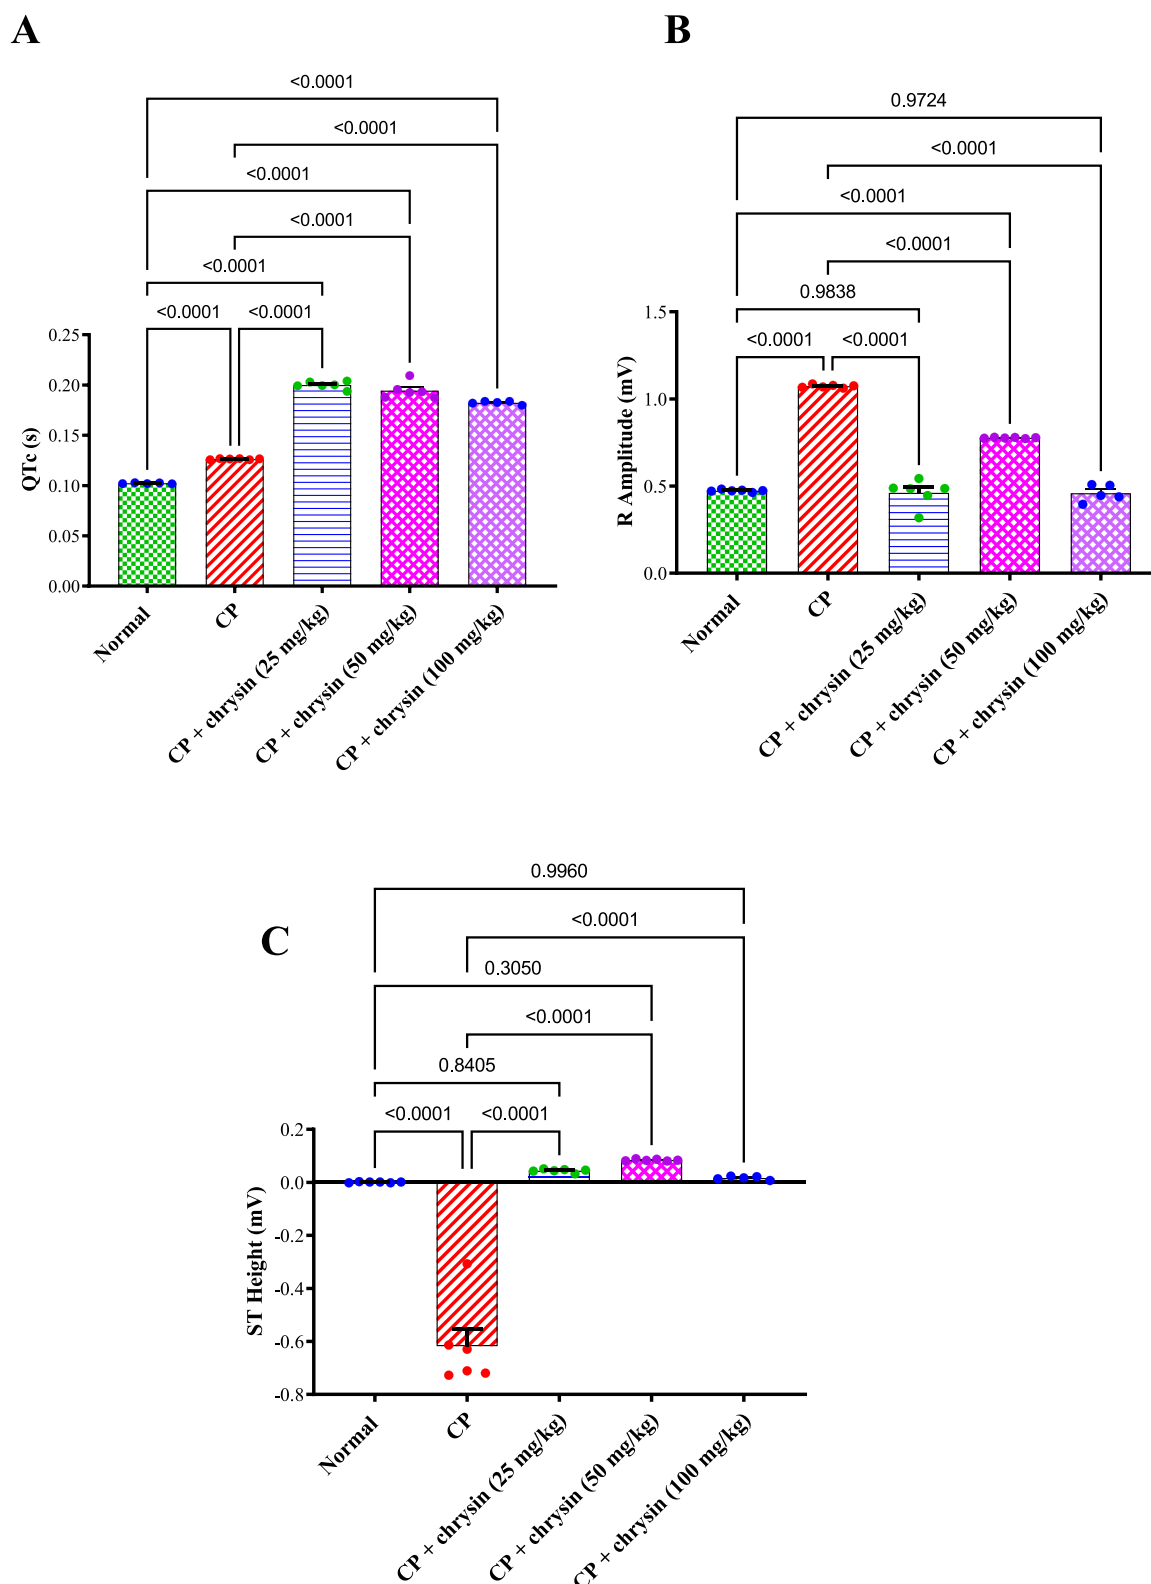 A
<0.0001
<0.0001
<0.0001
<0.0001
<0.0001
<0.0001 <0.0001
QTc (s)
0.25
0.20
0.15
0.10
0.05
0.00
Normal
CP
CP + chrysin (25 mg/kg)
CP + chrysin (50 mg/kg)
CP + chrysin (100 mg/kg)
B
0.9724
<0.0001
<0.0001
<0.0001
0.9838
<0.0001 <0.0001
R Amplitude (mV)
1.5
1.0
0.5
0.0
Normal
CP
CP + chrysin (25 mg/kg)
CP + chrysin (50 mg/kg)
CP + chrysin (100 mg/kg)
C
0.9960
<0.0001
0.3050
<0.0001
0.8405
<0.0001 <0.0001
ST Height (mV)
0.2
0.0
-0.2
-0.4
-0.6
-0.8
Normal
CP
CP + chrysin (25 mg/kg)
CP + chrysin (50 mg/kg)
CP + chrysin (100 mg/kg)